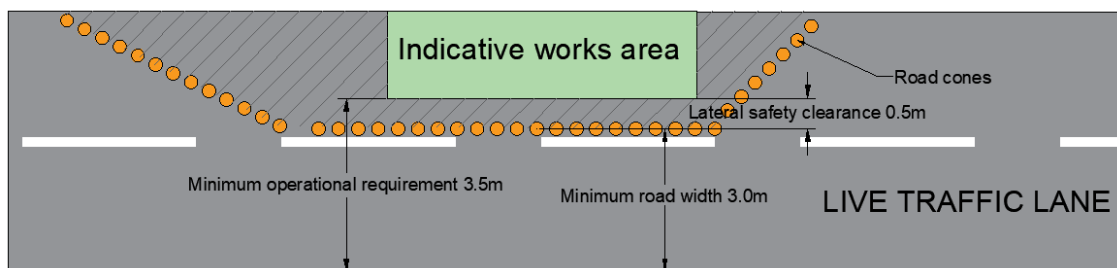 Indicative works area
Road cones
Lateral safety clearance 0.5m
Minimum operational requirement 3.5m
Minimum road width 3.0m
LIVE TRAFFIC LANE